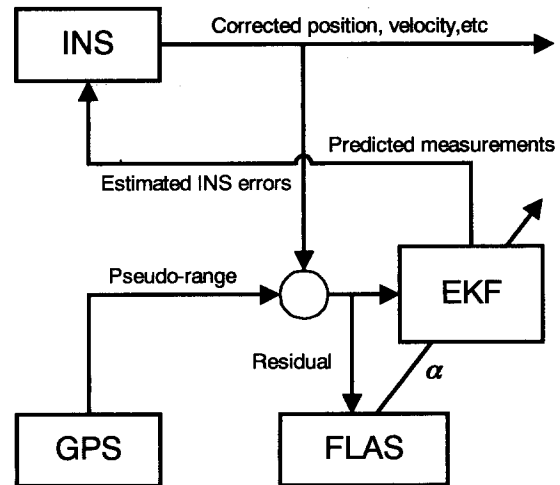 INS
Corrected position, velocity,etc
Predicted measurements
Estimated INS errors
Pseudo-range
EKF
Residual
α
GPS
FLAS